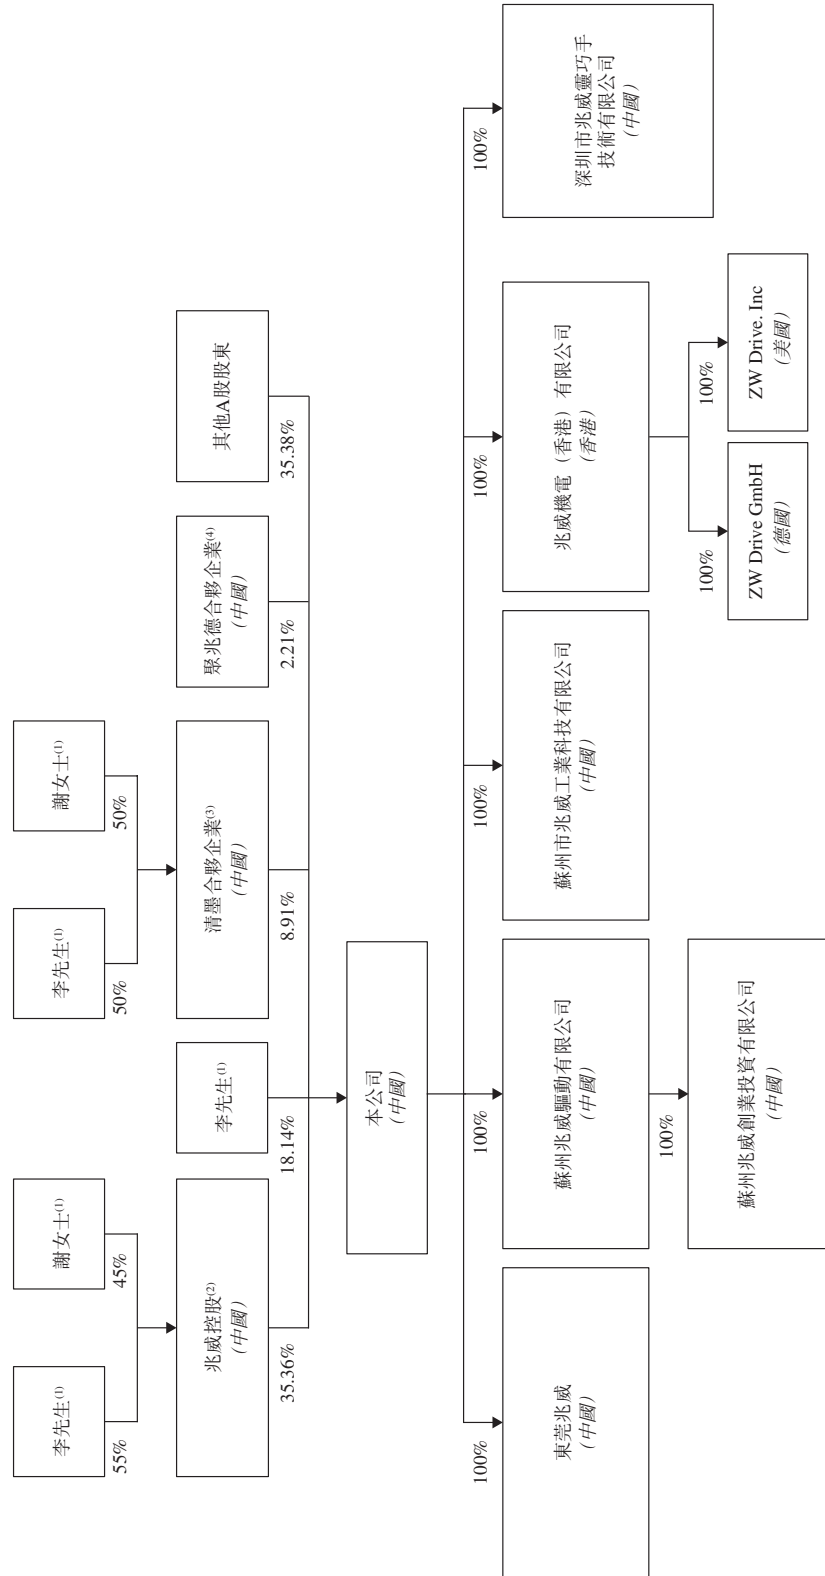 李先生(1)
謝女士(1)
李先生(1)
謝女士(1)
55%
45%
50%
50%
兆威控股(2)
(中國)
李先生(1)
清墨合夥企業(3)
(中國)
聚兆德合夥企業(4)
(中國)
其他A股股東
35.36%
18.14%
8.91%
2.21%
35.38%
本公司
(中國)
100%
100%
100%
100%
100%
東莞兆威
(中國)
蘇州兆威驅動有限公司
(中國)
蘇州市兆威工業科技有限公司
(中國)
兆威機電（香港）有限公司
(香港)
深圳市兆威靈巧手
技術有限公司
(中國)
100%
100%
100%
蘇州兆威創業投資有限公司
(中國)
ZW Drive GmbH
(德國)
ZW Drive. Inc
(美國)